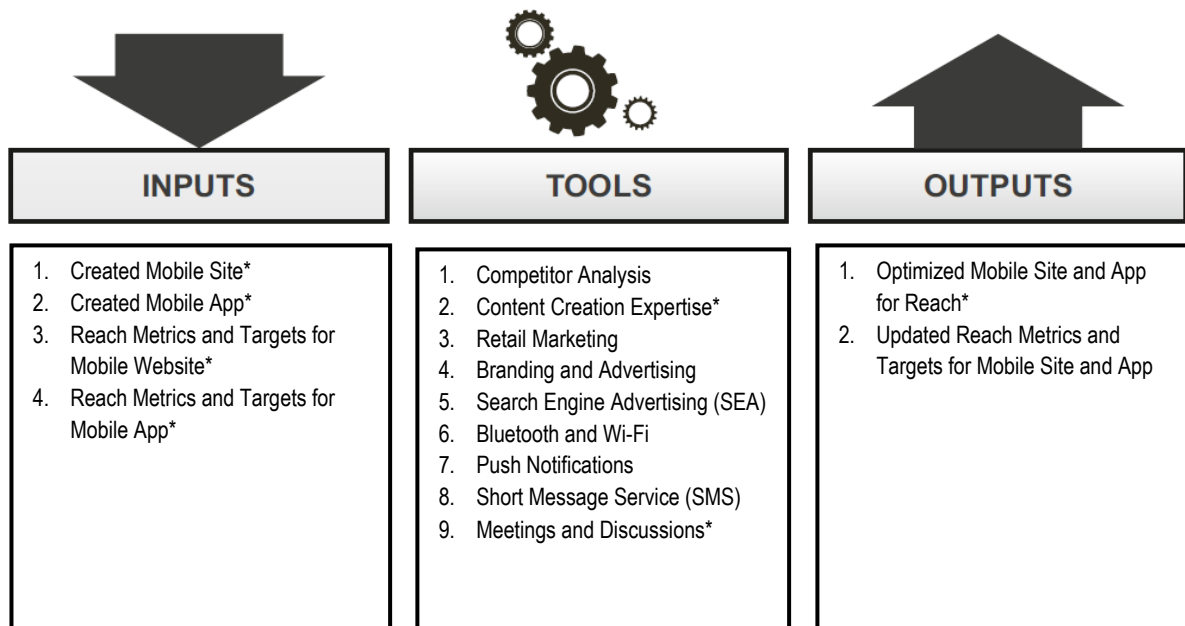 INPUTS
1. Created Mobile Site*
2. Created Mobile App*
3. Reach Metrics and Targets for
Mobile Website*
4. Reach Metrics and Targets for
Mobile App*
TOOLS
1. Competitor Analysis
2. Content Creation Expertise*
3. Retail Marketing
4. Branding and Advertising
5. Search Engine Advertising (SEA)
6. Bluetooth and Wi-Fi
7. Push Notifications
8. Short Message Service (SMS)
9. Meetings and Discussions*
OUTPUTS
1. Optimized Mobile Site and App
for Reach*
2. Updated Reach Metrics and
Targets for Mobile Site and App